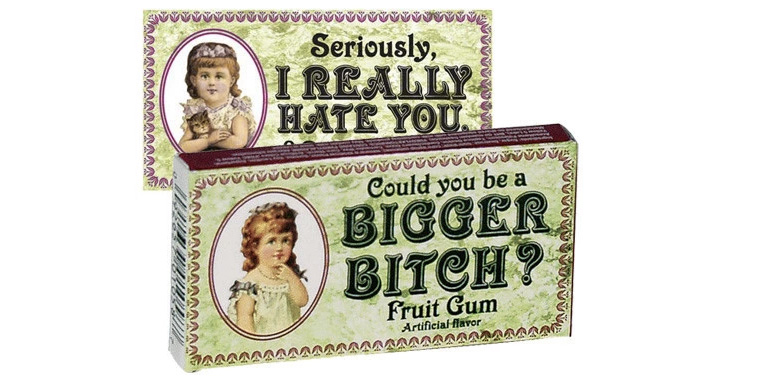 Seriously,
I REALLY
HATE YOU.
Could you be a
BIGGER
BITCH?
Fruit Gum
Artificial flavor